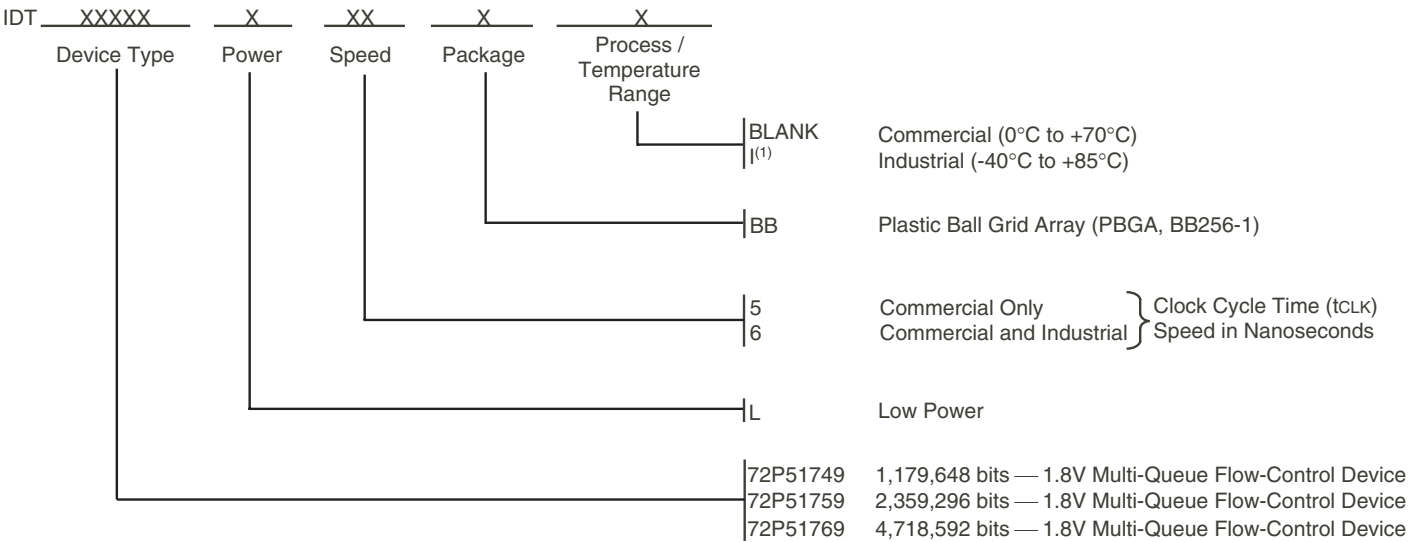 IDT XXXXX X XX X X
Device Type Power Speed Package Process /
Temperature
Range
BLANK Commercial (0°C to +70°C)
I(1) Industrial (-40°C to +85°C)
BB Plastic Ball Grid Array (PBGA, BB256-1)
5 Commercial Only Clock Cycle Time (tCLK)
6 Commercial and Industrial Speed in Nanoseconds
L Low Power
72P51749 1,179,648 bits — 1.8V Multi-Queue Flow-Control Device
72P51759 2,359,296 bits — 1.8V Multi-Queue Flow-Control Device
72P51769 4,718,592 bits — 1.8V Multi-Queue Flow-Control Device